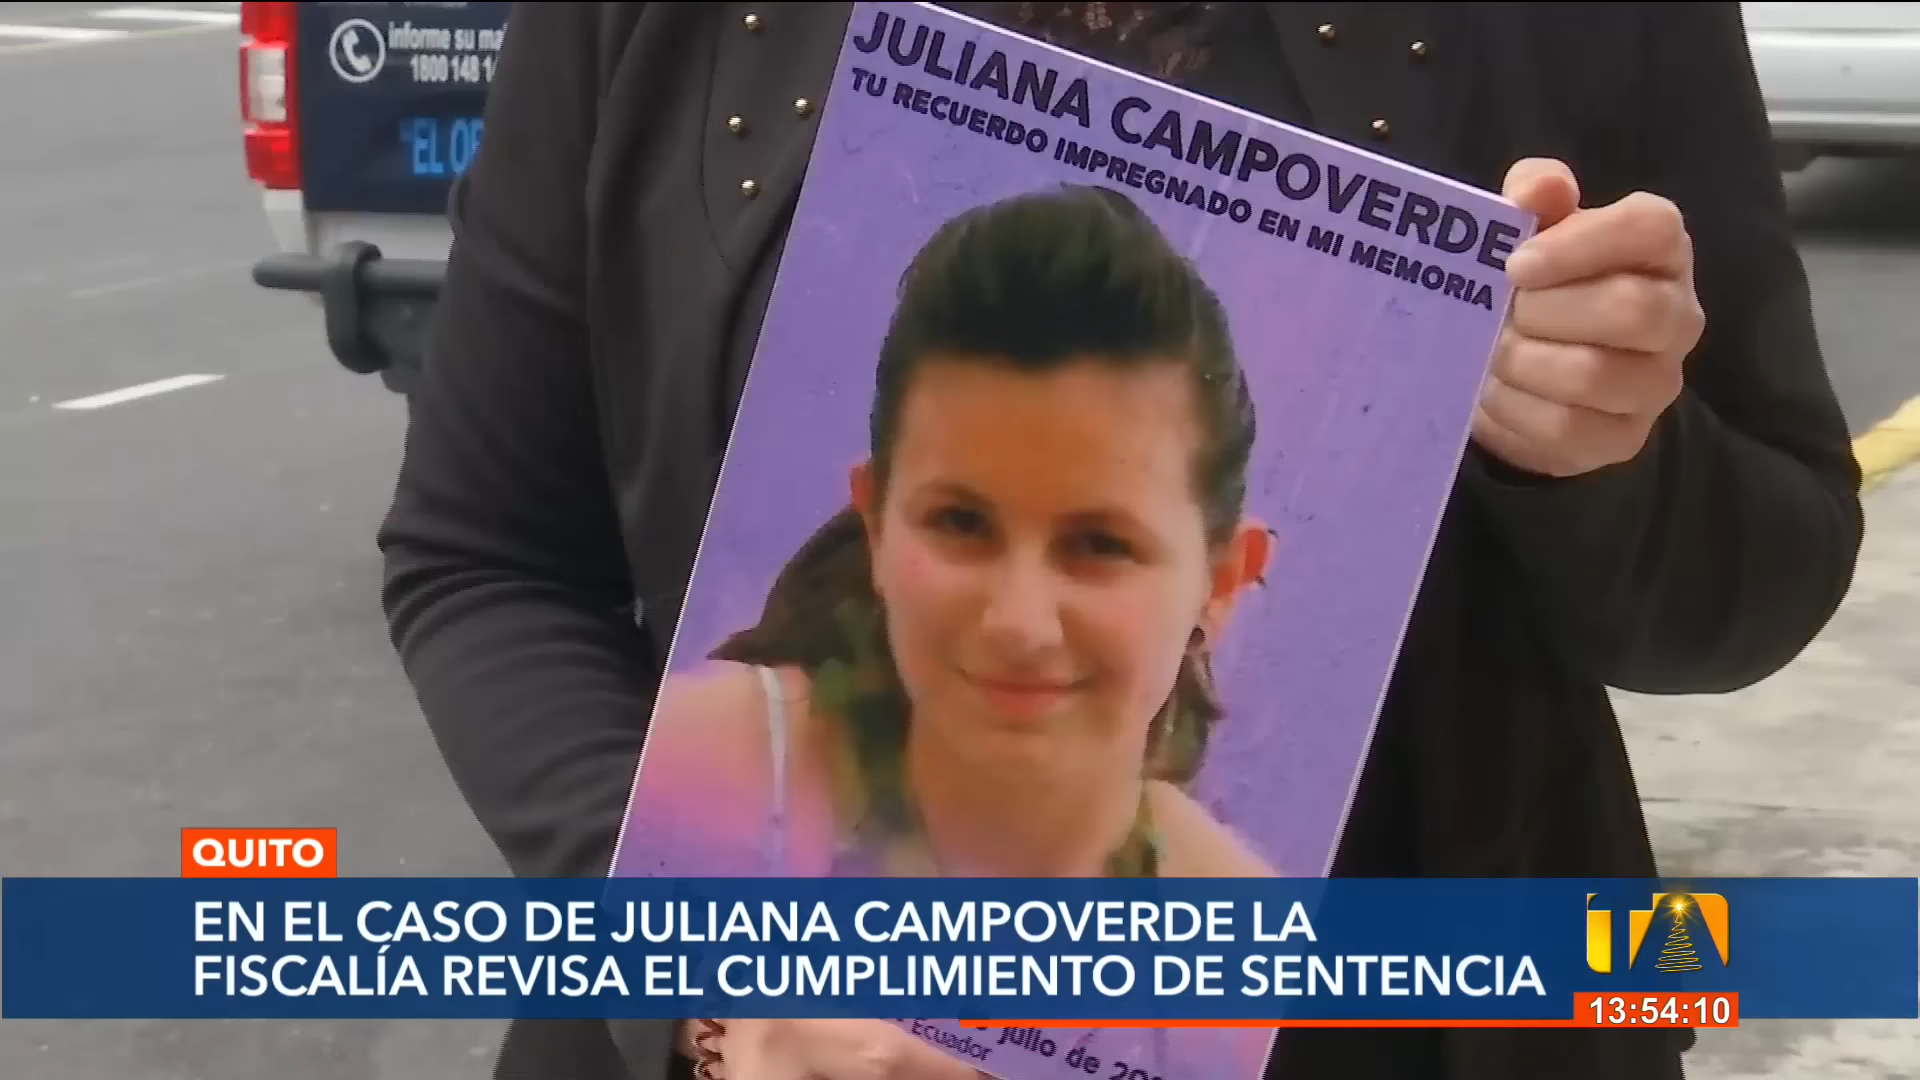 informe su
1800 148
"EL
JULIANA CAMPOVERDE
TU RECUERDO IMPREGNADO EN MI MEMORIA
QUITO
EN EL CASO DE JULIANA CAMPOVERDE LA
FISCALÍA REVISA EL CUMPLIMIENTO DE SENTENCIA
TA
13:54:10
julio de
Ecuador